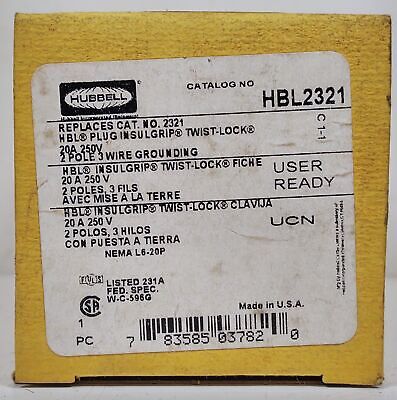 HUBBELL
CATALOG NO
HBL2321
REPLACES CAT. NO. 2321
HBL® PLUG INSULGRIP® TWIST-LOCK®
20A 250V
2 POLE 3 WIRE GROUNDING
HBL® INSULGRIP® TWIST-LOCK® FICHE
20 A 250 V
2 POLES, 3 FILS
AVEC MISE A LA TERRE
HBL® INSULGRIP® TWIST-LOCK® CLAVIJA
20 A 250 V
2 POLOS, 3 HILOS
CON PUESTA A TIERRA
NEMA L6-20P
C 1-1
USER
READY
UCN
LISTED 231A
FED. SPEC.
W-C-596G
Made in U.S.A.
1
PC
7 83585 03782 0